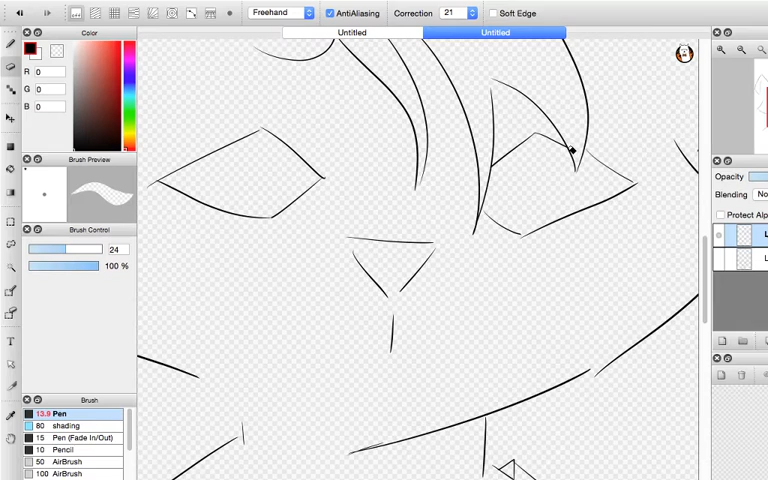 Freehand
AntiAliasing
Correction
21
Soft Edge
Untitled
Untitled
Color
R 0
G 0
B 0
Brush Preview
Brush Control
24
100 %
Brush
13.9 Pen
80 shading
15 Pen (Fade In/Out)
10 Pencil
50 AirBrush
100 AirBrush
T
Opacity
Blending No
Protect Alp
L
L